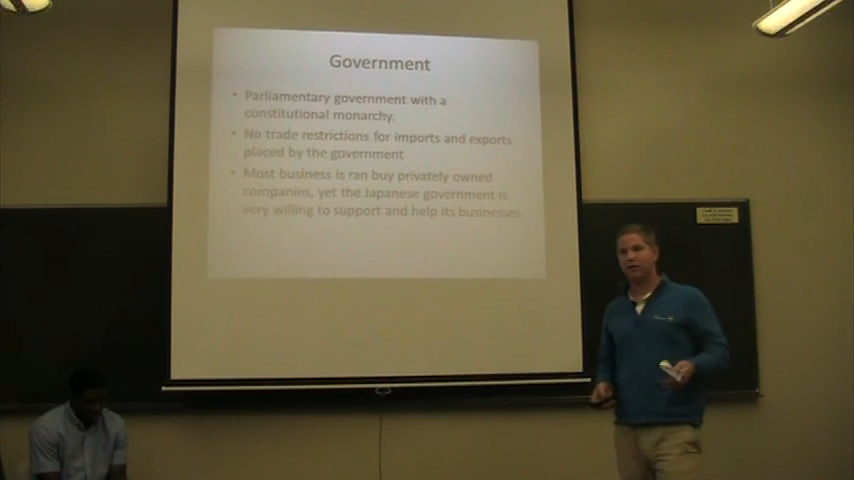 Government
• Parliamentary government with a
constitutional monarchy.
• No trade restrictions for imports and exports
placed by the government
• Most business is ran buy privately owned
companies, yet the Japanese government is
very willing to support and help its businesses